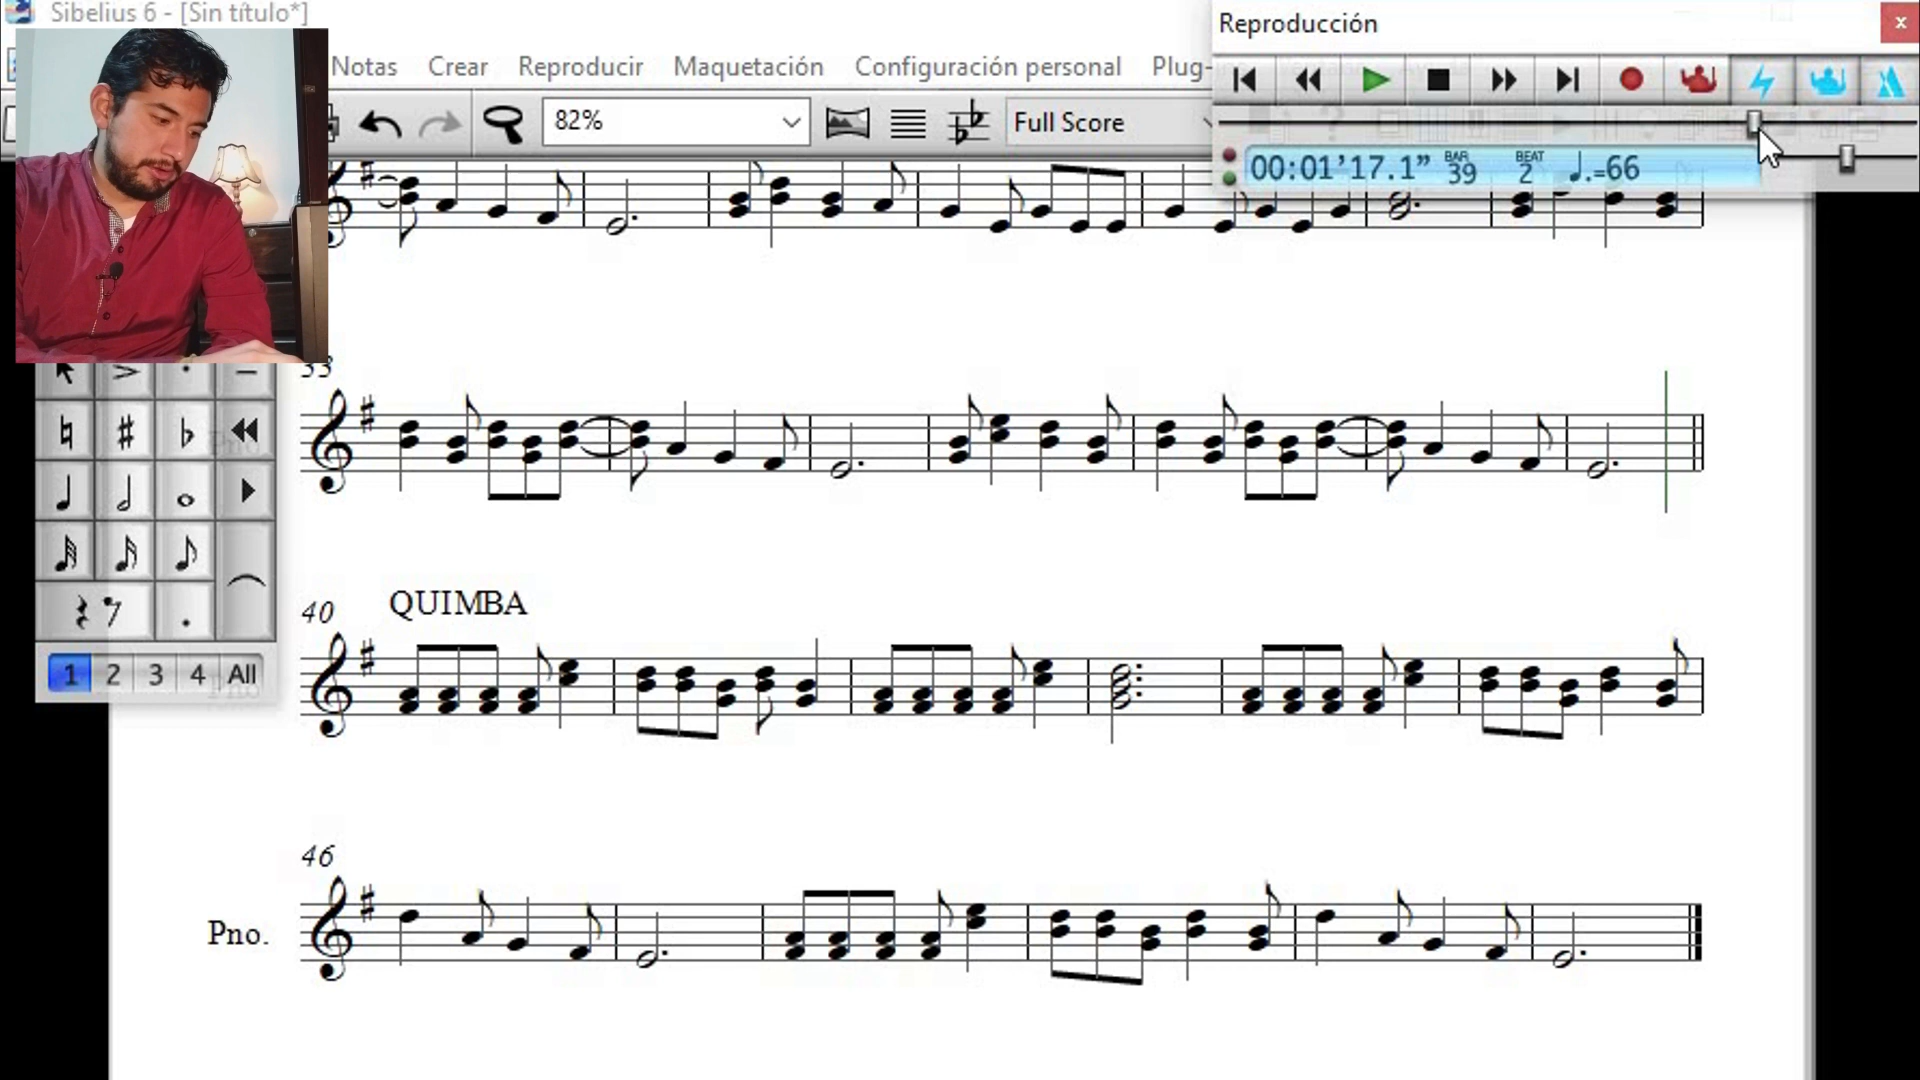 Sibelius 6 - [Sin título*]
Reproducción
x
Notas Crear Reproducir Maquetación Configuración personal Plug-
82%
Full Score
00:01'17.1” BAR 39 BEAT 2 ♩.=66
33
40
QUIMBA
1 2 3 4 All
46
Pno.